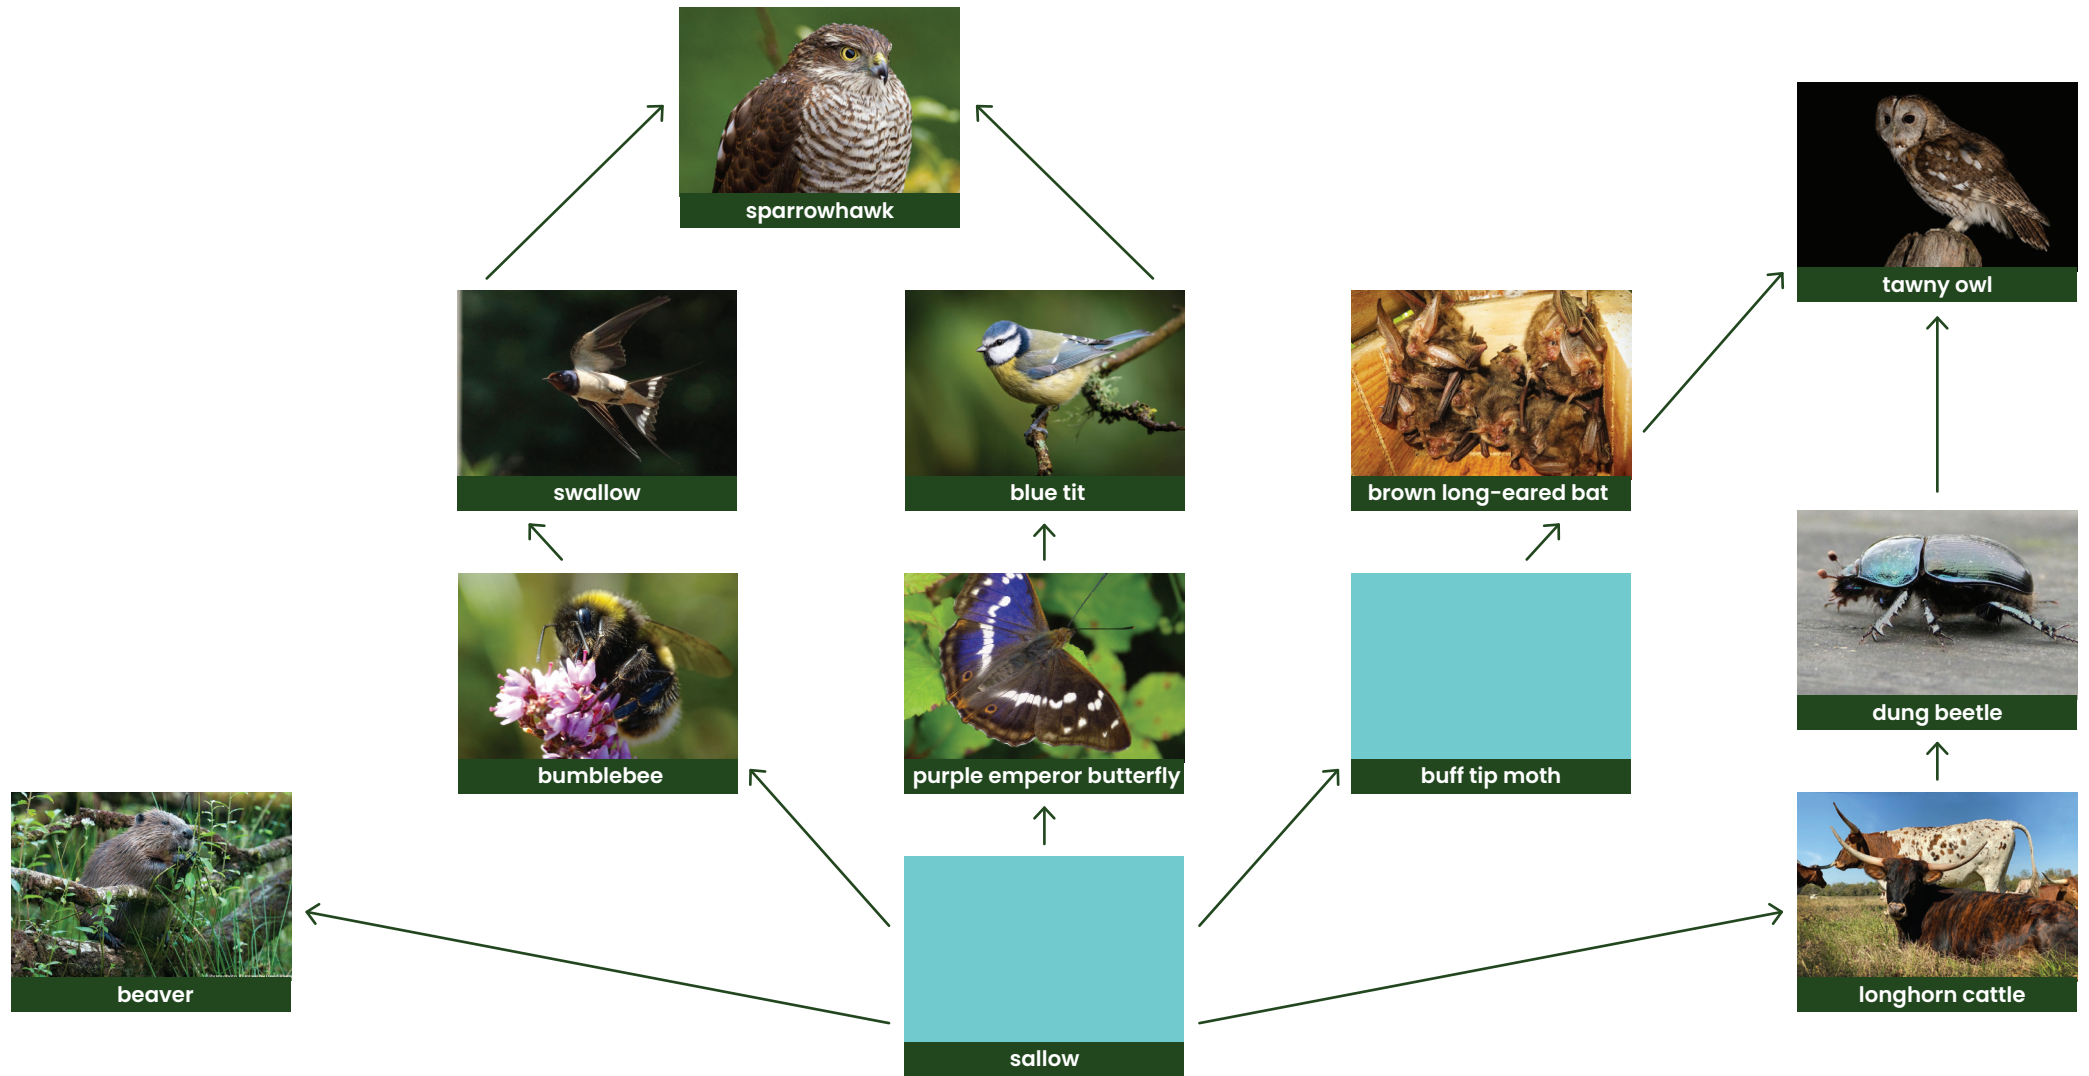 sparrowhawk
tawny owl
swallow
blue tit
brown long-eared bat
dung beetle
bumblebee
purple emperor butterfly
buff tip moth
beaver
longhorn cattle
sallow